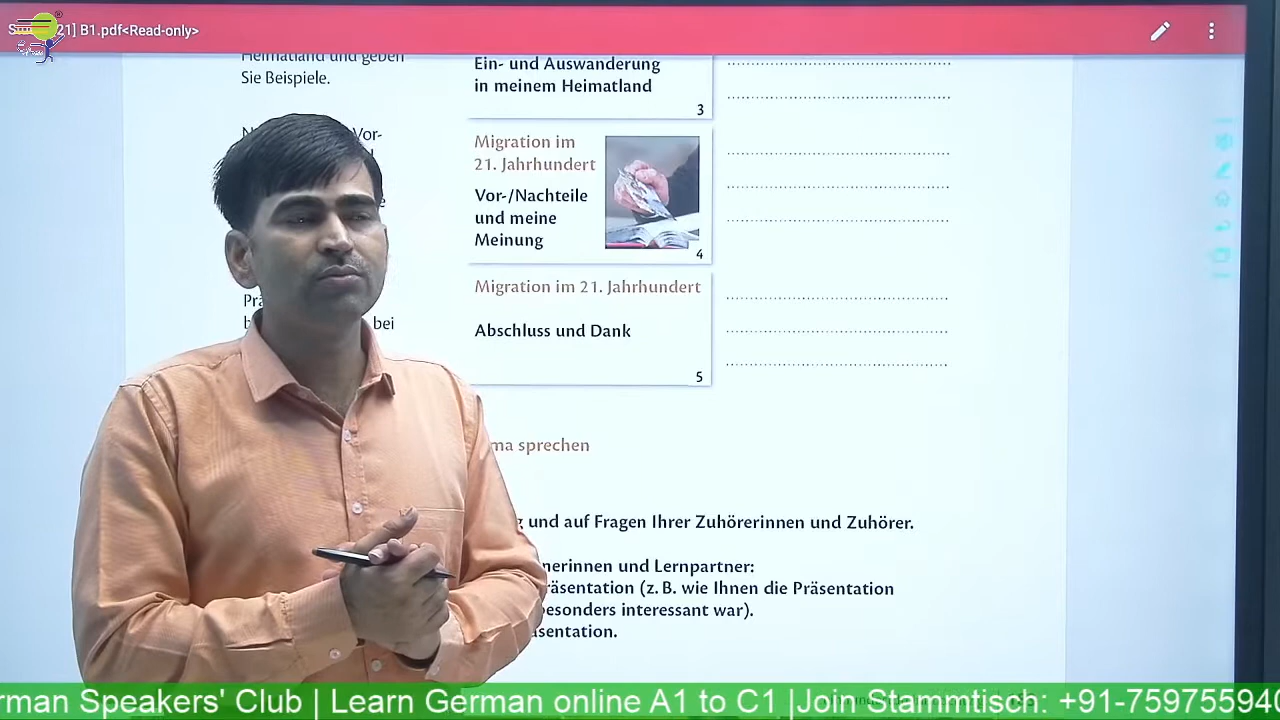 21] B1.pdf<Read-only>
Heimatland und geben
Sie Beispiele.
Vor-
bei
Ein- und Auswanderung
in meinem Heimatland
3
Migration im
21. Jahrhundert
Vor-/Nachteile
und meine
Meinung
4
Migration im 21. Jahrhundert
Abschluss und Dank
5
ma sprechen
g und auf Fragen Ihrer Zuhörerinnen und Zuhörer.
nerinnen und Lernpartner:
räsentation (z. B. wie Ihnen die Präsentation
besonders interessant war).
sentation.
rman Speakers' Club | Learn German online A1 to C1 |Join Stammtisch: +91-759755940